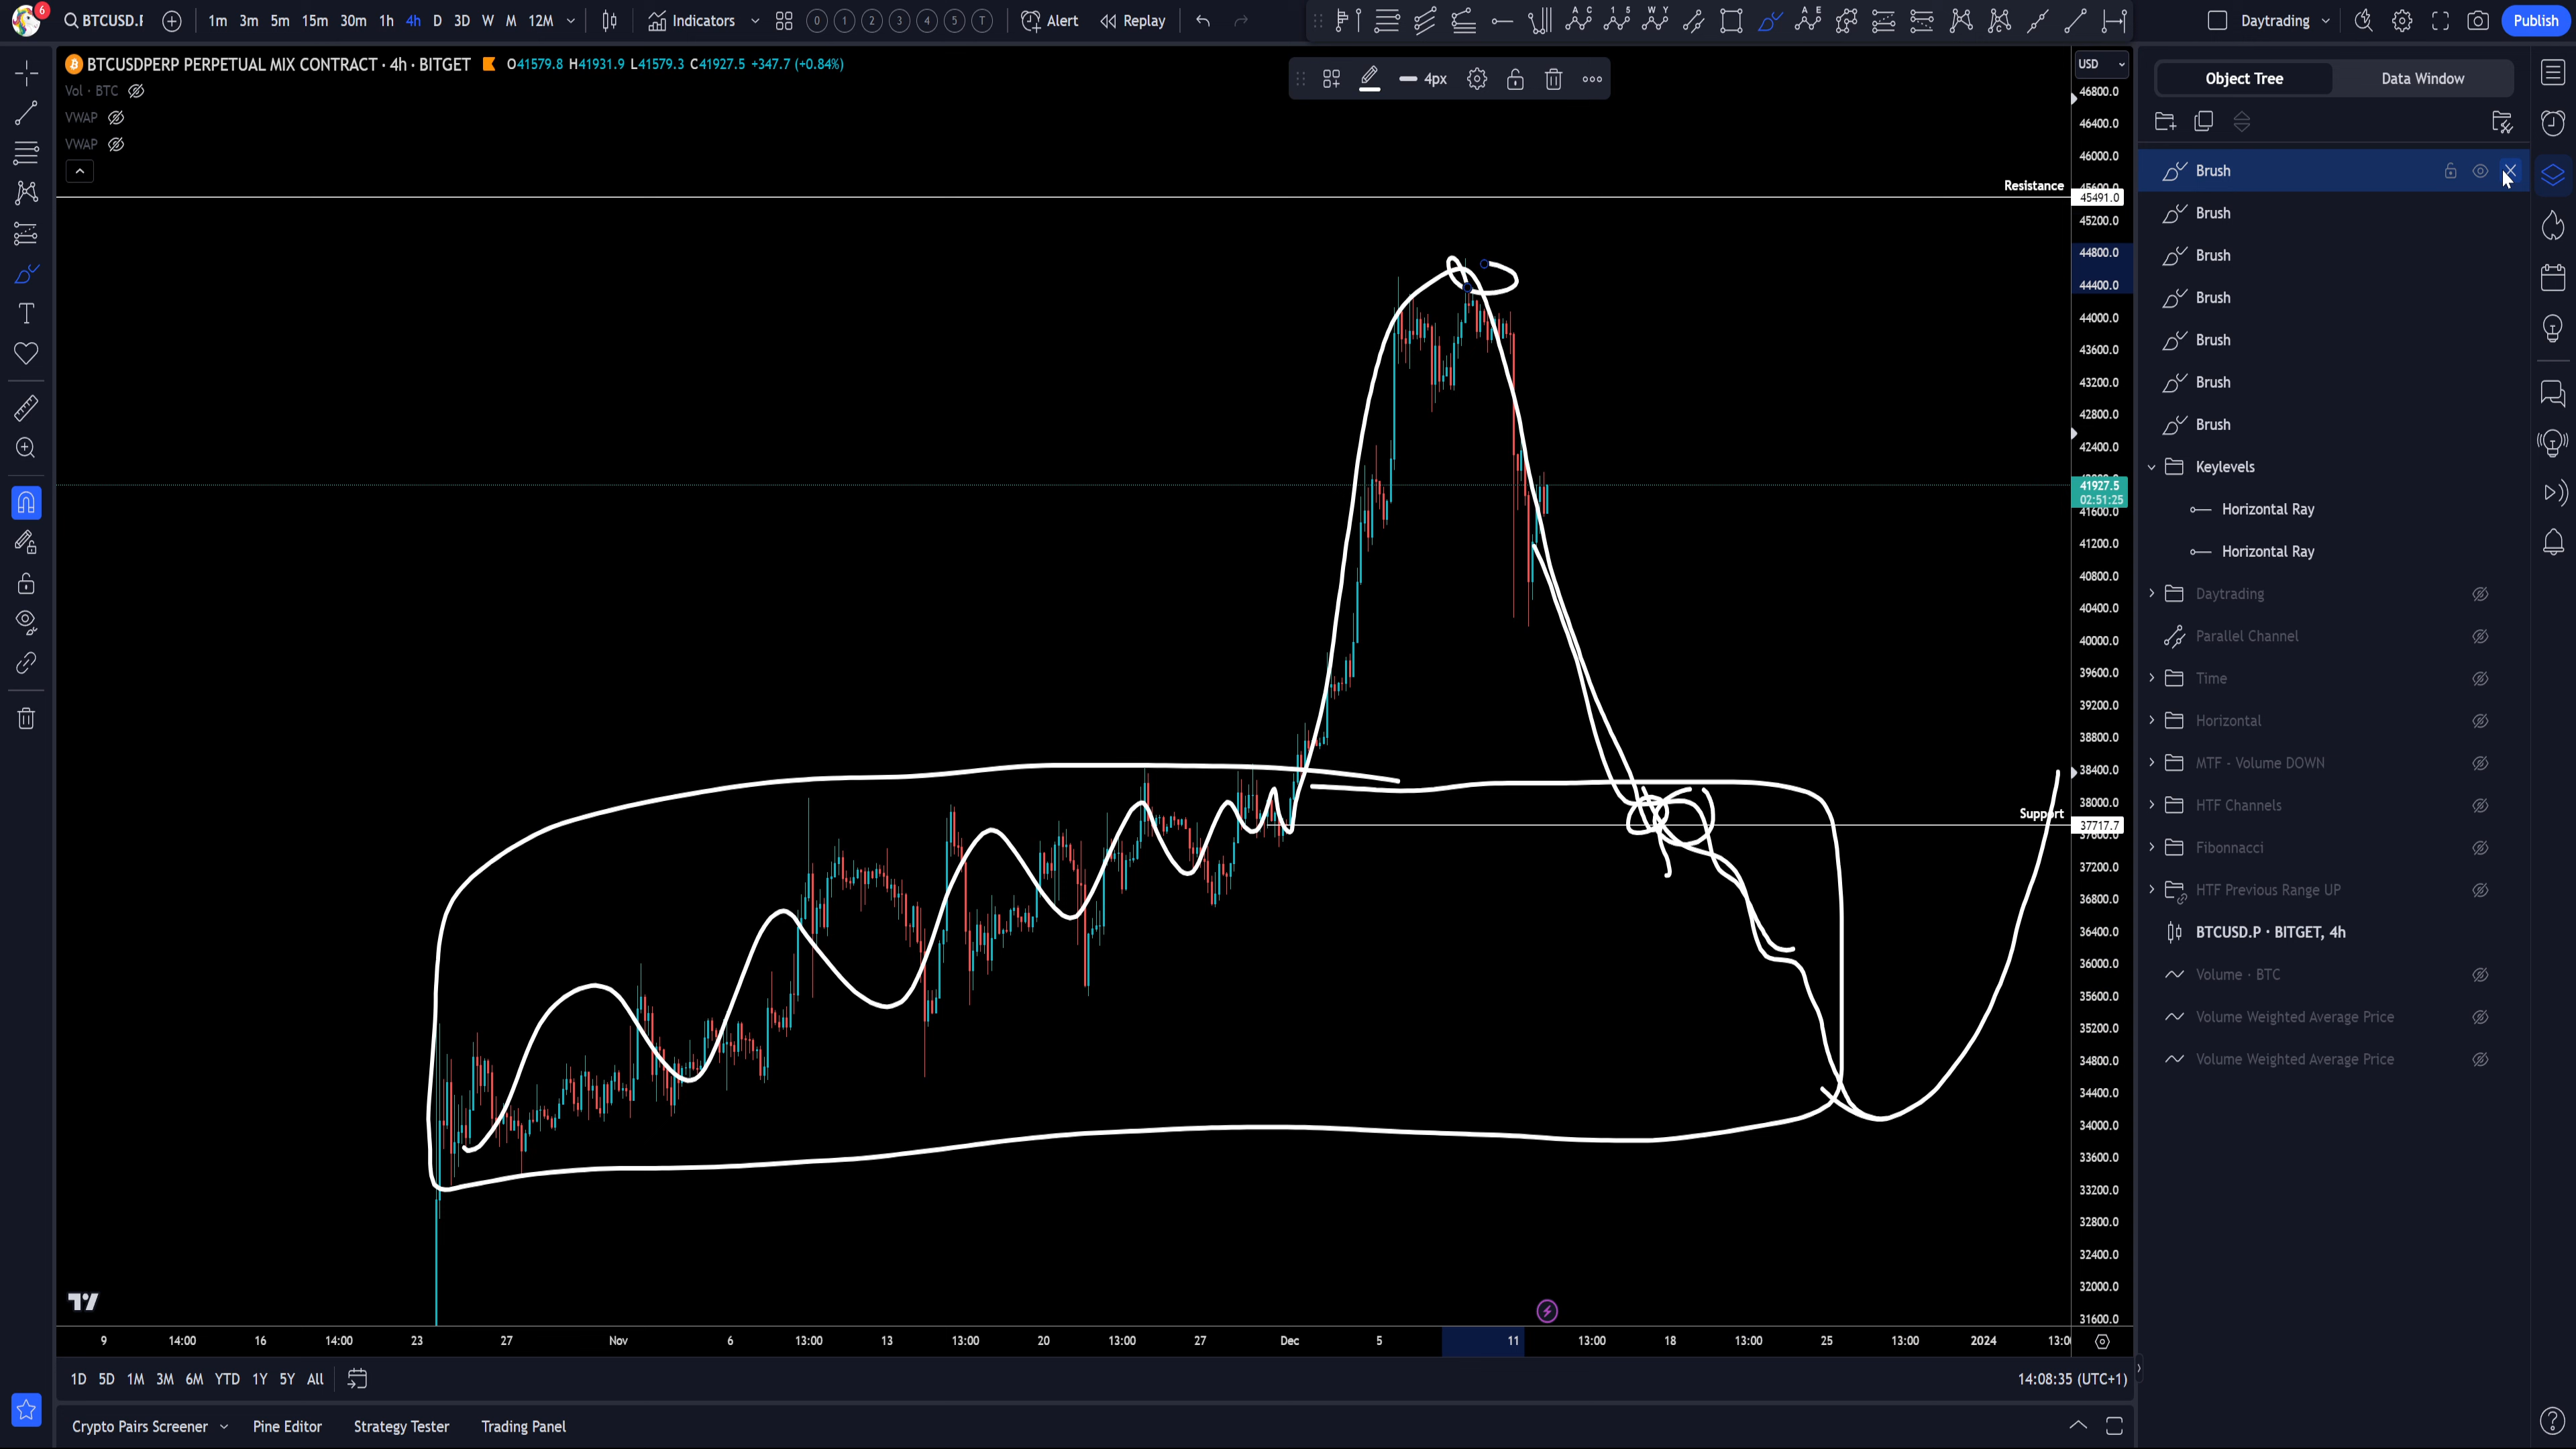 6
BTCUSD.P
1m 3m 5m 15m 30m 1h 4h D 3D W M 12M
Indicators
0 1 2 3 4 5 T
Alert
Replay
A C
1 5
W Y
A E
Daytrading
Publish
BTCUSDPERP PERPETUAL MIX CONTRACT · 4h · BITGET
O41579.8 H41931.9 L41579.3 C41927.5 +347.7 (+0.84%)
Vol · BTC
VWAP
VWAP
4px
USD
46800.0
46400.0
46000.0
Resistance
45491.0
45200.0
44800.0
44400.0
44000.0
43600.0
43200.0
42800.0
42400.0
41927.5
02:51:25
41600.0
41200.0
40800.0
40400.0
40000.0
39600.0
39200.0
38800.0
38400.0
38000.0
Support
37717.7
37600.0
37200.0
36800.0
36400.0
36000.0
35600.0
35200.0
34800.0
34400.0
34000.0
33600.0
33200.0
32800.0
32400.0
32000.0
31600.0
9 14:00 16 14:00 23 27 Nov 6 13:00 13 13:00 20 13:00 27 Dec 5 11 13:00 18 13:00 25 13:00 2024
1D 5D 1M 3M 6M YTD 1Y 5Y All
14:08:35 (UTC+1)
Crypto Pairs Screener
Pine Editor
Strategy Tester
Trading Panel
Object Tree
Data Window
Brush
Brush
Brush
Brush
Brush
Brush
Brush
Keylevels
Horizontal Ray
Horizontal Ray
Daytrading
Parallel Channel
Time
Horizontal
MTF - Volume DOWN
HTF Channels
Fibonnacci
HTF Previous Range UP
BTCUSD.P · BITGET, 4h
Volume · BTC
Volume Weighted Average Price
Volume Weighted Average Price